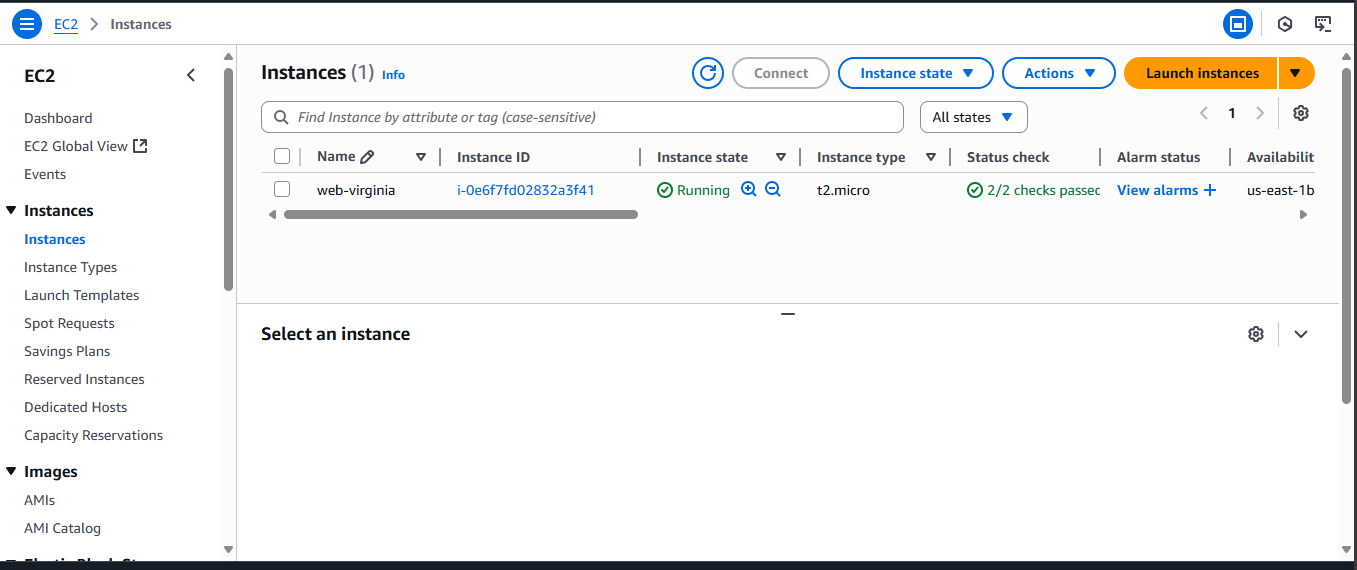 EC2 > Instances
EC2
Dashboard
EC2 Global View
Events
Instances
Instances
Instance Types
Launch Templates
Spot Requests
Savings Plans
Reserved Instances
Dedicated Hosts
Capacity Reservations
Images
AMIs
AMI Catalog
Instances (1) Info
Connect
Instance state
Actions
Launch instances
Find Instance by attribute or tag (case-sensitive)
All states
1
Name Instance ID Instance state Instance type Status check Alarm status Availabilit
web-virginia i-0e6f7fd02832a3f41 Running t2.micro 2/2 checks passec View alarms + us-east-1b
Select an instance